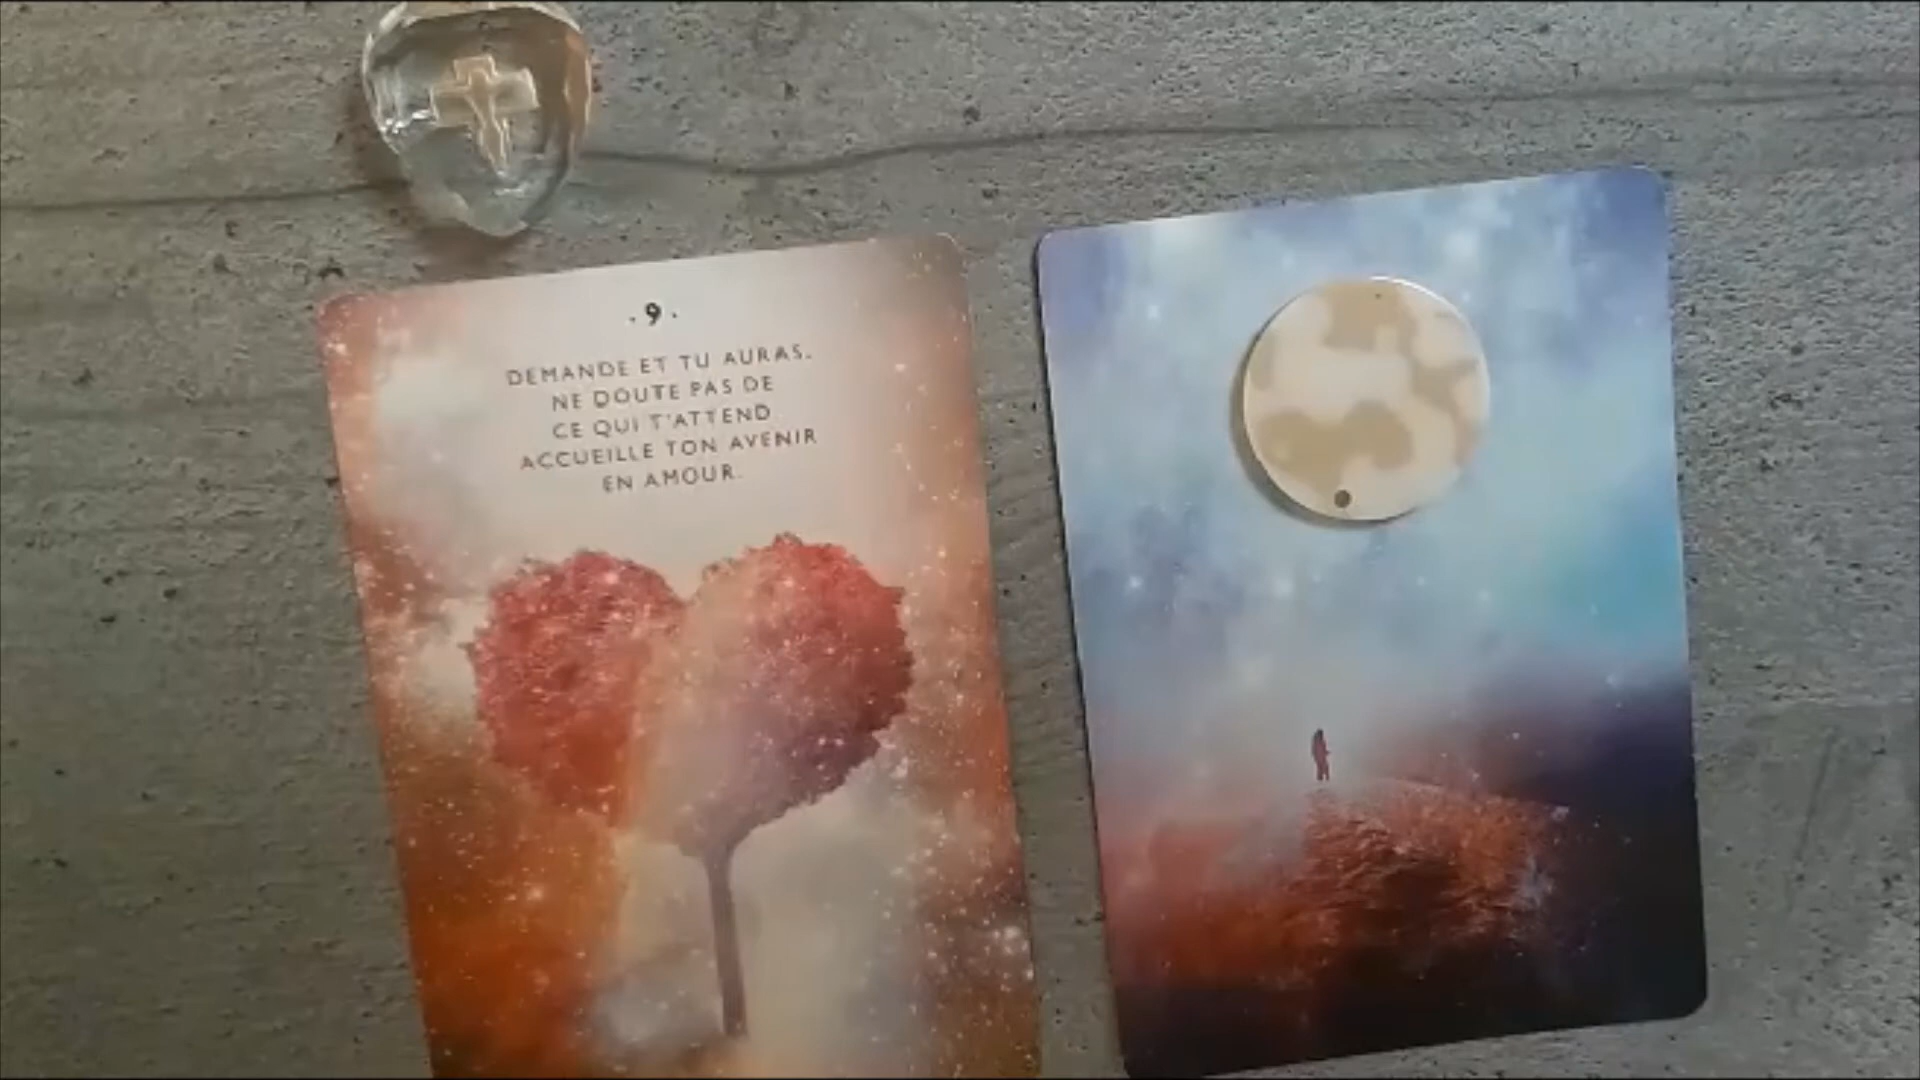 . 9 .
DEMANDE ET TU AURAS.
NE DOUTE PAS DE
CE QUI T'ATTEND
ACCUEILLE TON AVENIR
EN AMOUR.